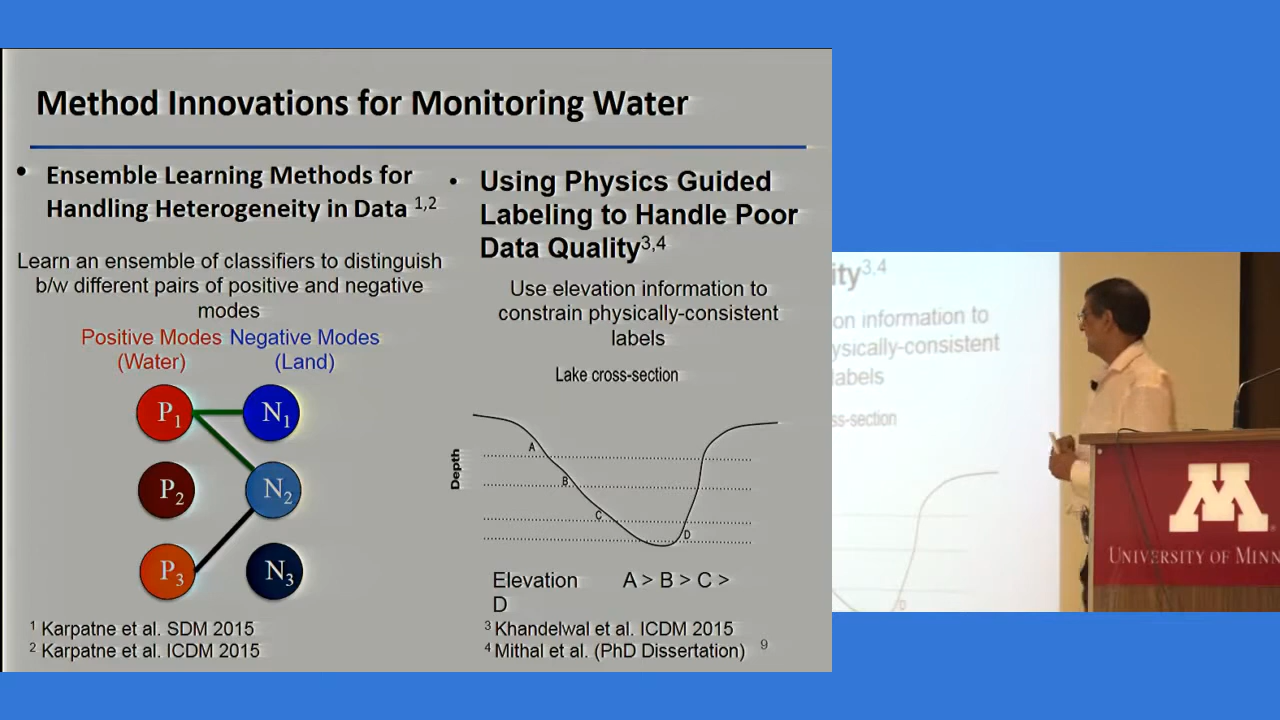 Method Innovations for Monitoring Water
• Ensemble Learning Methods for
Handling Heterogeneity in Data 1,2
Learn an ensemble of classifiers to distinguish
b/w different pairs of positive and negative
modes
Positive Modes Negative Modes
(Water) (Land)
P1 N1
P2 N2
P3 N3
1 Karpatne et al. SDM 2015
2 Karpatne et al. ICDM 2015
• Using Physics Guided
Labeling to Handle Poor
Data Quality3,4
Use elevation information to
constrain physically-consistent
labels
Lake cross-section
Depth
A
B
C
D
Elevation A > B > C >
D
3 Khandelwal et al. ICDM 2015
4 Mithal et al. (PhD Dissertation)
9
ity3,4
on information to
ysically-consistent
labels
ss-section
D
M
UNIVERSITY OF MINN